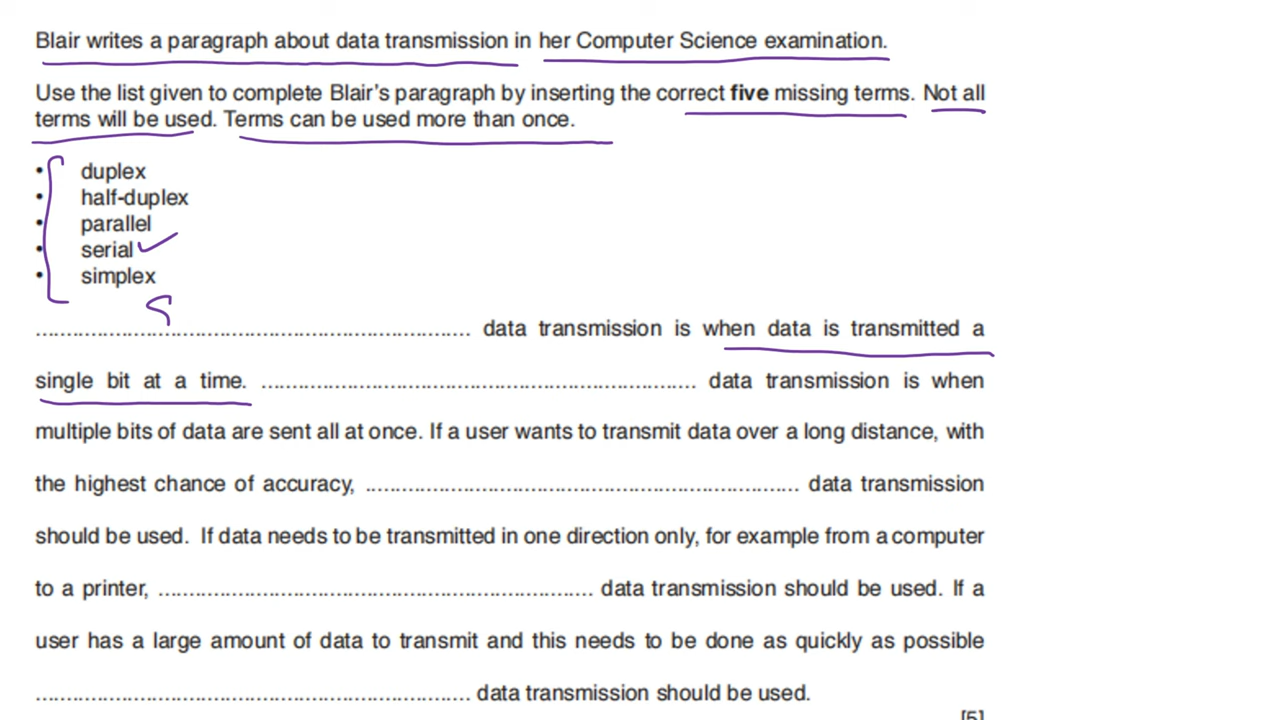 Blair writes a paragraph about data transmission in her Computer Science examination.
Use the list given to complete Blair's paragraph by inserting the correct five missing terms. Not all
terms will be used. Terms can be used more than once.
• duplex
• half-duplex
• parallel
• serial
• simplex
S
........................................................................ data transmission is when data is transmitted a
single bit at a time. ........................................................................ data transmission is when
multiple bits of data are sent all at once. If a user wants to transmit data over a long distance, with
the highest chance of accuracy, ........................................................................ data transmission
should be used. If data needs to be transmitted in one direction only, for example from a computer
to a printer, ........................................................................ data transmission should be used. If a
user has a large amount of data to transmit and this needs to be done as quickly as possible
........................................................................ data transmission should be used.
[5]